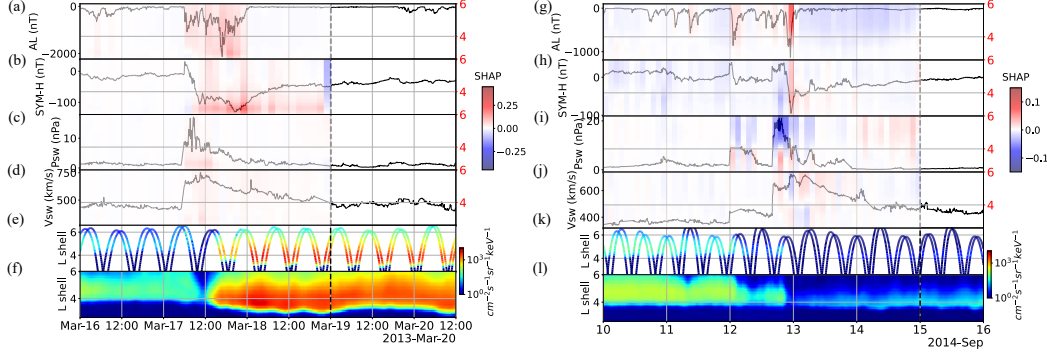 (a)
AL (nT)
0
−2000
6
4
(b)
SYM-H (nT)
0
−100
6
4
(c)
Psw (nPa)
10
0
6
4
(d)
Vsw (km/s)
750
500
4
(e)
L shell
6
4
(f)
L shell
6
4
Mar-16 12:00 Mar-17 12:00 Mar-18 12:00 Mar-19 12:00 Mar-20 12:00
2013-Mar-20
SHAP
0.25
0.00
−0.25
10³
10⁰
cm⁻²s⁻¹sr⁻¹keV⁻¹
(g)
AL (nT)
0
−1000
6
4
(h)
SYM-H (nT)
0
−100
6
4
(i)
Psw (nPa)
20
0
6
4
(j)
Vsw (km/s)
600
400
4
(k)
L shell
6
4
(l)
L shell
6
4
10 11 12 13 14 15 16
2014-Sep
SHAP
0.1
0.0
−0.1
10³
10⁰
cm⁻²s⁻¹sr⁻¹keV⁻¹